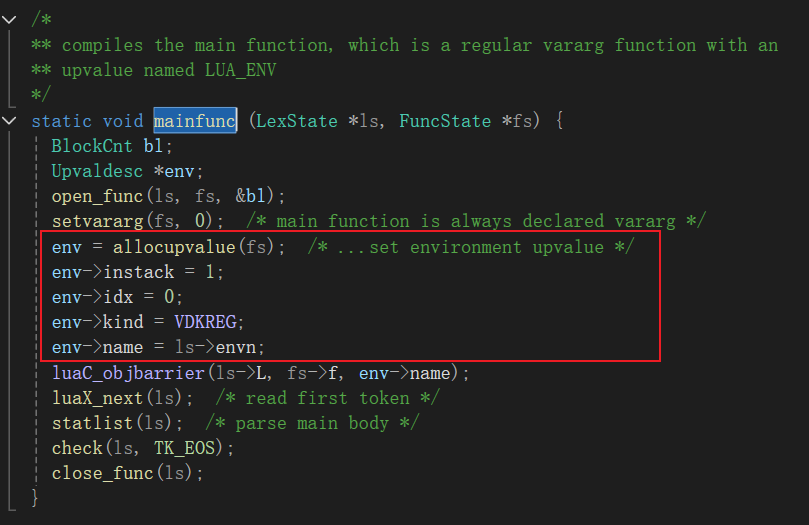 /*
** compiles the main function, which is a regular vararg function with an
** upvalue named LUA_ENV
*/
static void mainfunc (LexState *ls, FuncState *fs) {
BlockCnt bl;
Upvaldesc *env;
open_func(ls, fs, &bl);
setvararg(fs, 0);  /* main function is always declared vararg */
env = allocupvalue(fs);  /* ...set environment upvalue */
env->instack = 1;
env->idx = 0;
env->kind = VDKREG;
env->name = ls->envn;
luaC_objbarrier(ls->L, fs->f, env->name);
luaX_next(ls);  /* read first token */
statlist(ls);  /* parse main body */
check(ls, TK_EOS);
close_func(ls);
}